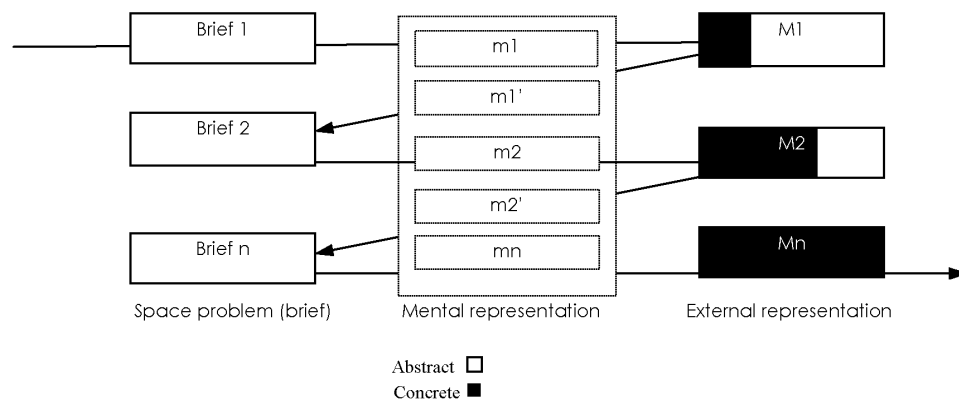 Brief 1
m1
M1
m1'
Brief 2
m2
M2
m2'
Brief n
mn
Mn
Space problem (brief)
Mental representation
External representation
Abstract
Concrete